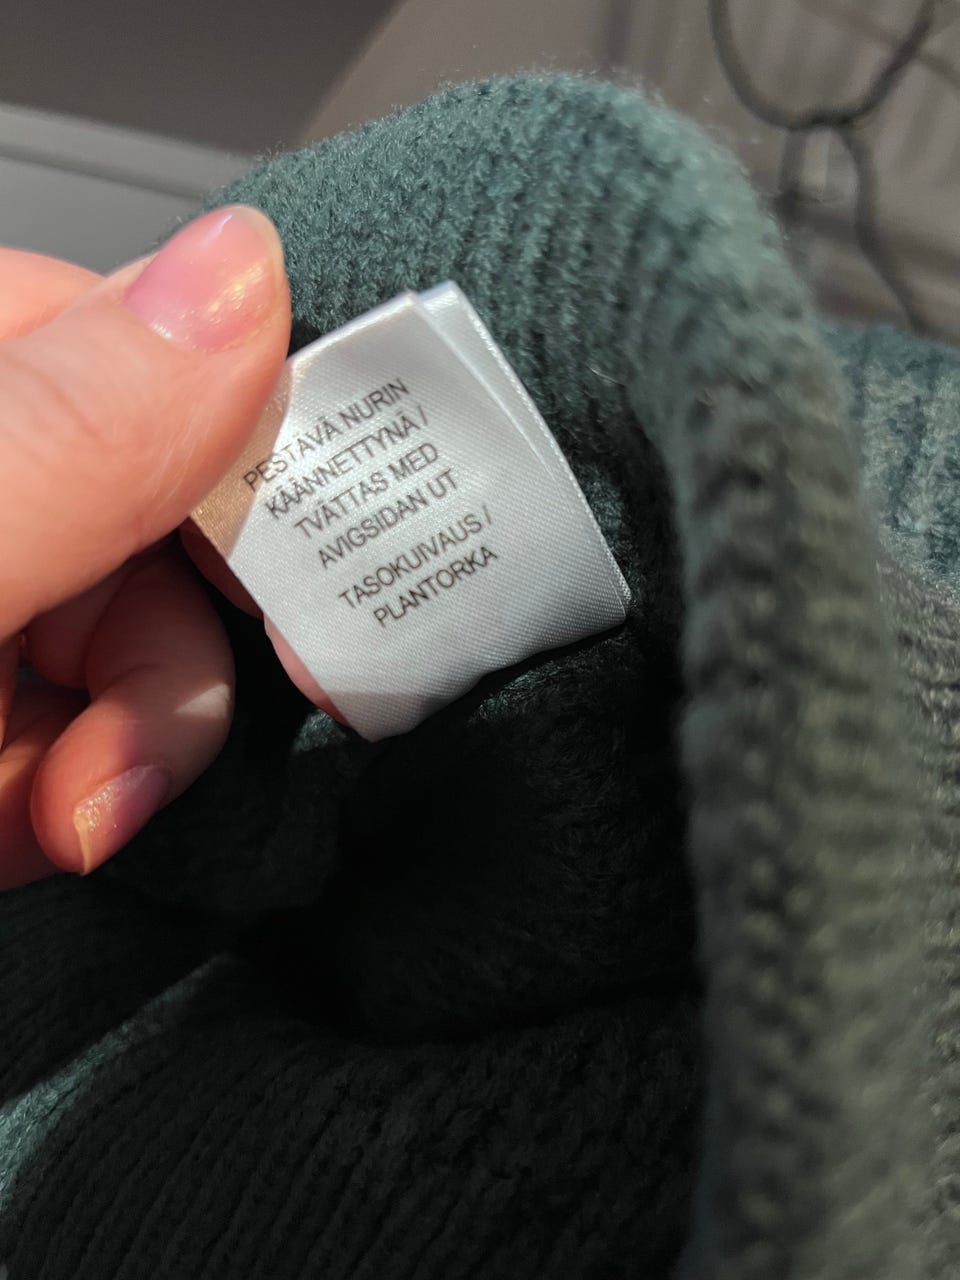 PESTÄVÄ NURIN
KÄÄNNETTYNÄ /
TVÄTTAS MED
AVIGSIDAN UT
TASOKUIVAUS /
PLANTORKA